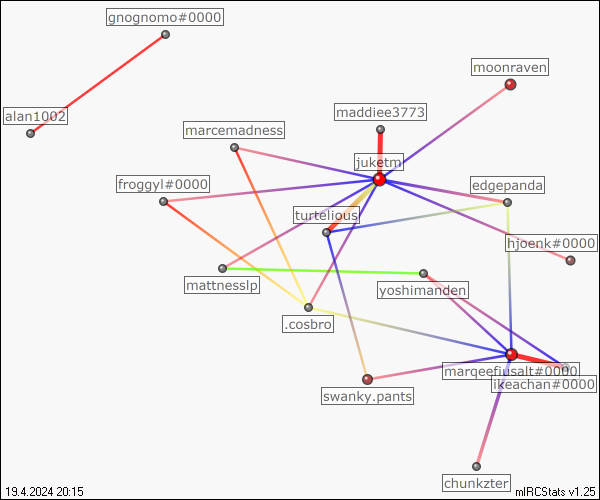 gnognomo#0000
moonraven
alan1002
maddiee3773
marcemadness
juketm
froggyl#0000
edgepanda
turtelious
hjoenk#0000
mattnesslp
yoshimanden
.cosbro
marqeefiusalt#0000
ikeachan#0000
swanky.pants
chunkzter
19.4.2024 20:15
mIRCStats v1.25